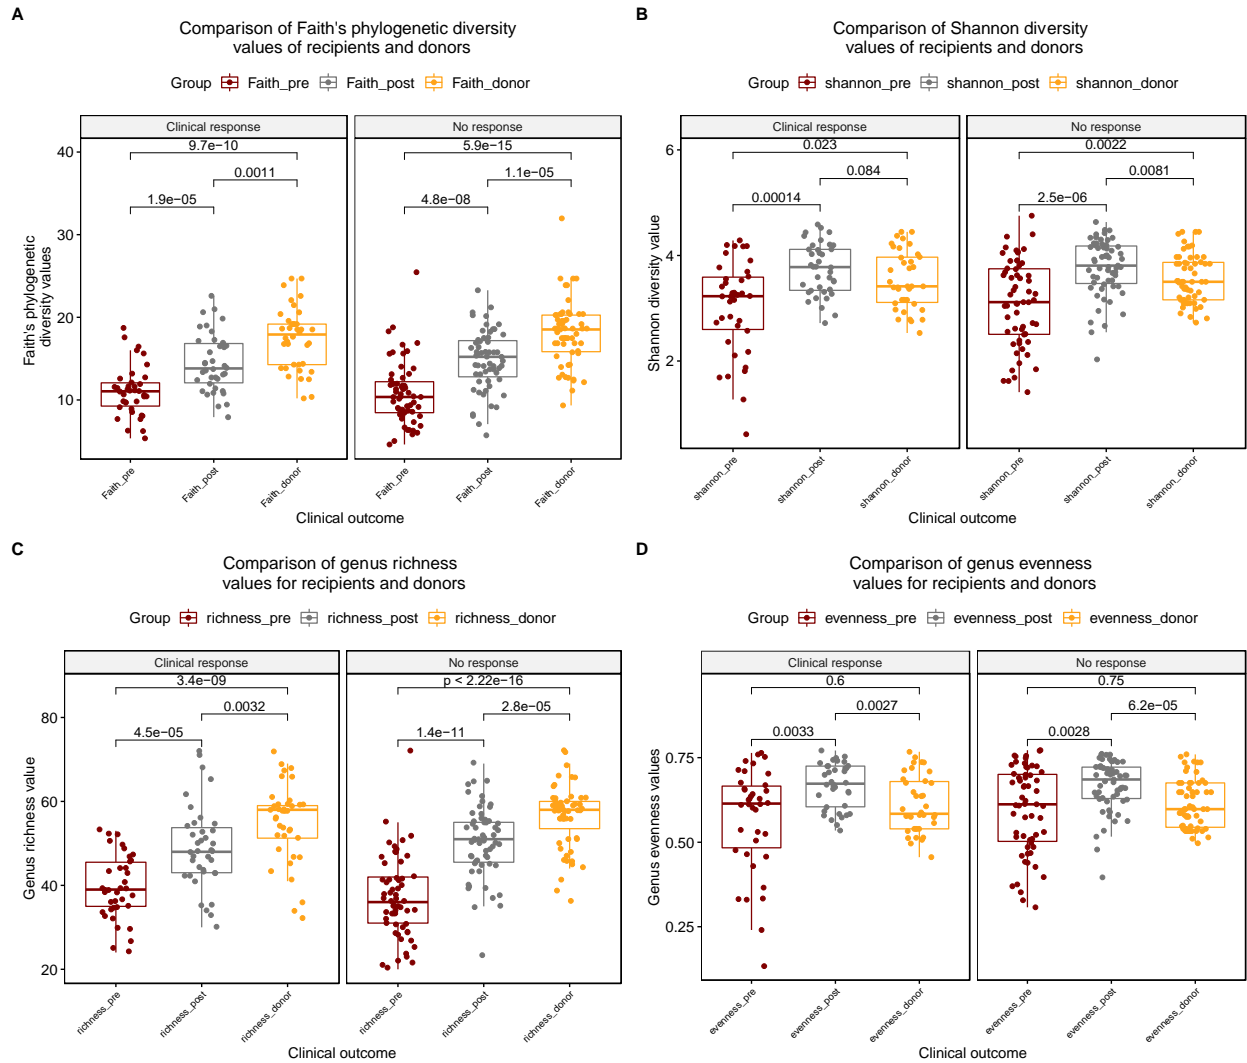 A
Comparison of Faith's phylogenetic diversity
values of recipients and donors
Group Faith_pre Faith_post Faith_donor
Clinical response No response
9.7e−10 5.9e−15
0.0011 1.1e−05
1.9e−05 4.8e−08
40
30
20
10
Faith's phylogenetic
diversity values
Faith_pre Faith_post Faith_donor Faith_pre Faith_post Faith_donor
Clinical outcome
B
Comparison of Shannon diversity
values of recipients and donors
Group shannon_pre shannon_post shannon_donor
Clinical response No response
0.023 0.0022
0.084 0.0081
0.00014 2.5e−06
6
4
2
Shannon diversity value
shannon_pre shannon_post shannon_donor shannon_pre shannon_post shannon_donor
Clinical outcome
C
Comparison of genus richness
values for recipients and donors
Group richness_pre richness_post richness_donor
Clinical response No response
3.4e−09 p < 2.22e−16
0.0032 2.8e−05
4.5e−05 1.4e−11
80
60
40
20
Genus richness value
richness_pre richness_post richness_donor richness_pre richness_post richness_donor
Clinical outcome
D
Comparison of genus evenness
values for recipients and donors
Group evenness_pre evenness_post evenness_donor
Clinical response No response
0.6 0.75
0.0027 6.2e−05
0.0033 0.0028
0.75
0.50
0.25
Genus evenness values
evenness_pre evenness_post evenness_donor evenness_pre evenness_post evenness_donor
Clinical outcome